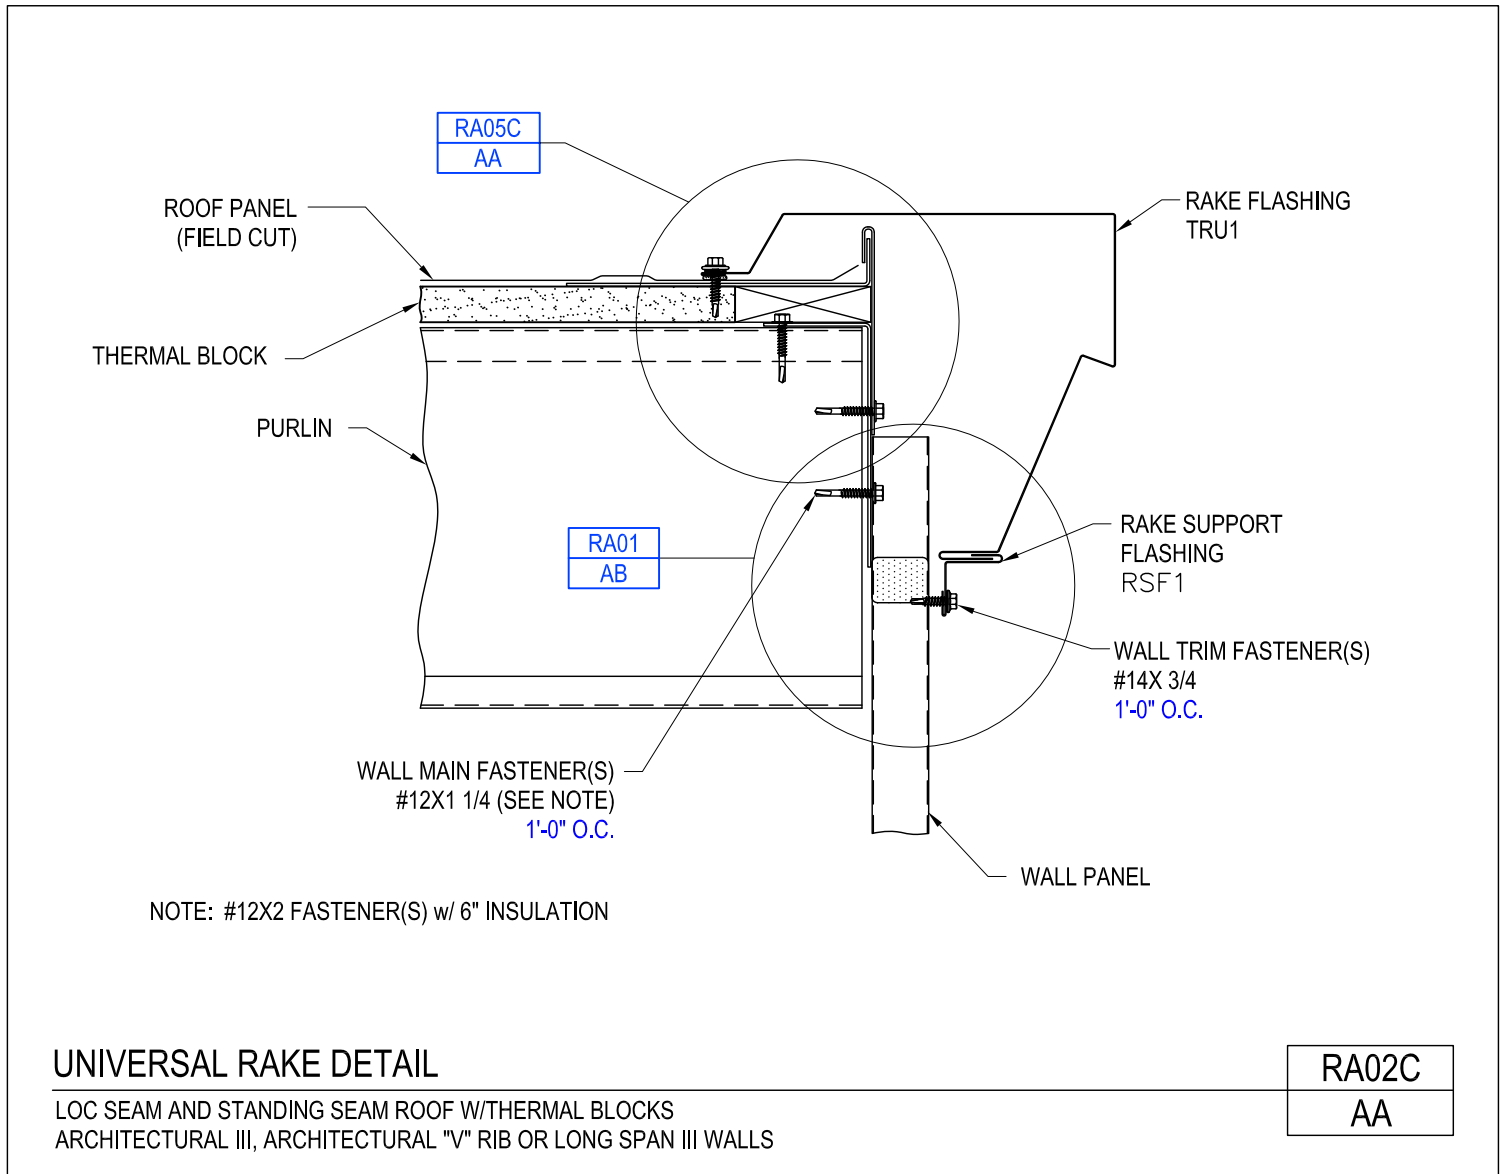 RA05C
AA
ROOF PANEL
(FIELD CUT)
RAKE FLASHING
TRU1
THERMAL BLOCK
PURLIN
RA01
AB
RAKE SUPPORT
FLASHING
RSF1
WALL TRIM FASTENER(S)
#14X 3/4
1'-0" O.C.
WALL MAIN FASTENER(S)
#12X1 1/4 (SEE NOTE)
1'-0" O.C.
WALL PANEL
NOTE: #12X2 FASTENER(S) w/ 6" INSULATION
UNIVERSAL RAKE DETAIL
LOC SEAM AND STANDING SEAM ROOF W/THERMAL BLOCKS
ARCHITECTURAL III, ARCHITECTURAL "V" RIB OR LONG SPAN III WALLS
RA02C
AA